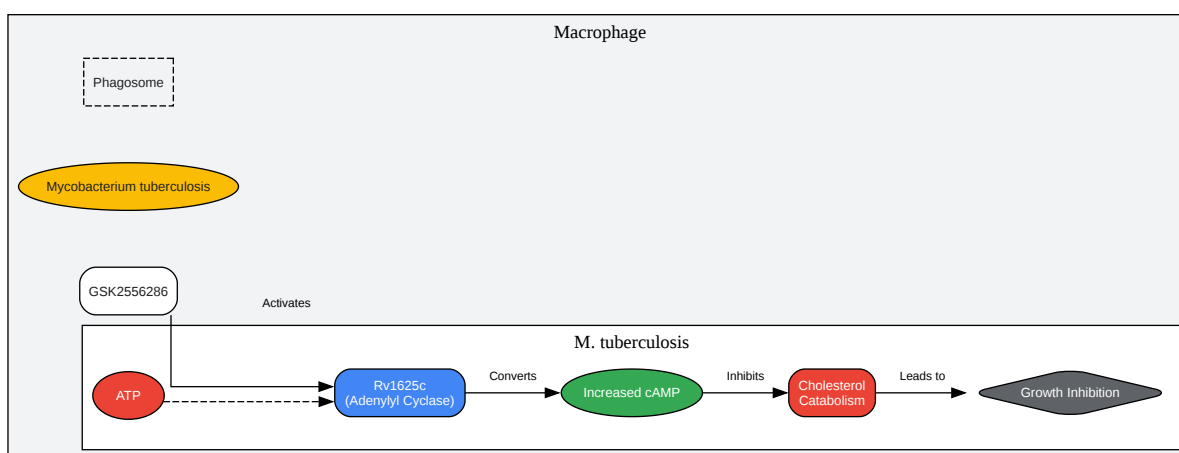 Macrophage
Phagosome
Mycobacterium tuberculosis
GSK2556286
Activates
M. tuberculosis
ATP
Rv1625c
(Adenylyl Cyclase)
Converts
Increased cAMP
Inhibits
Cholesterol
Catabolism
Leads to
Growth Inhibition